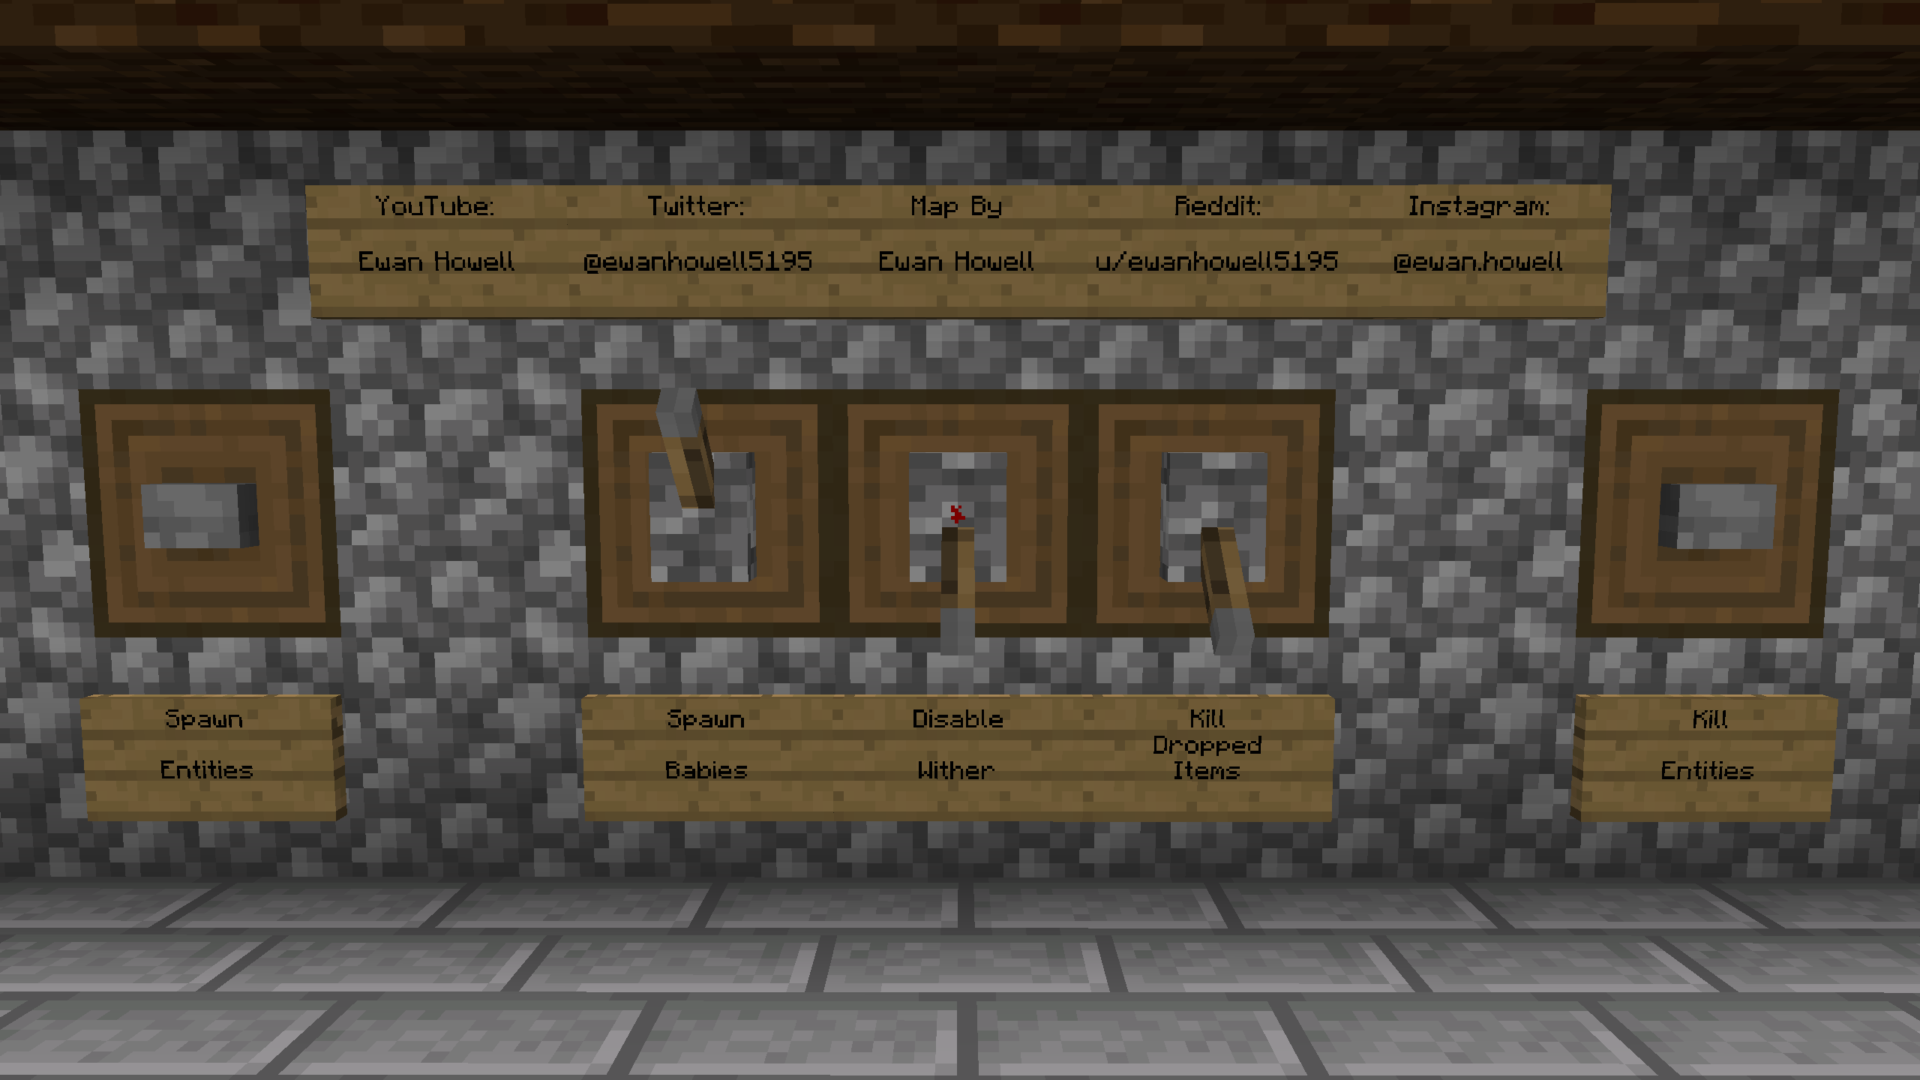 YouTube:
Ewan Howell
Twitter:
@ewanhowell5195
Map By
Ewan Howell
Reddit:
u/ewanhowell5195
Instagram:
@ewan.howell
Spawn
Entities
Spawn
Babies
Disable
Wither
Kill
Dropped
Items
Kill
Entities